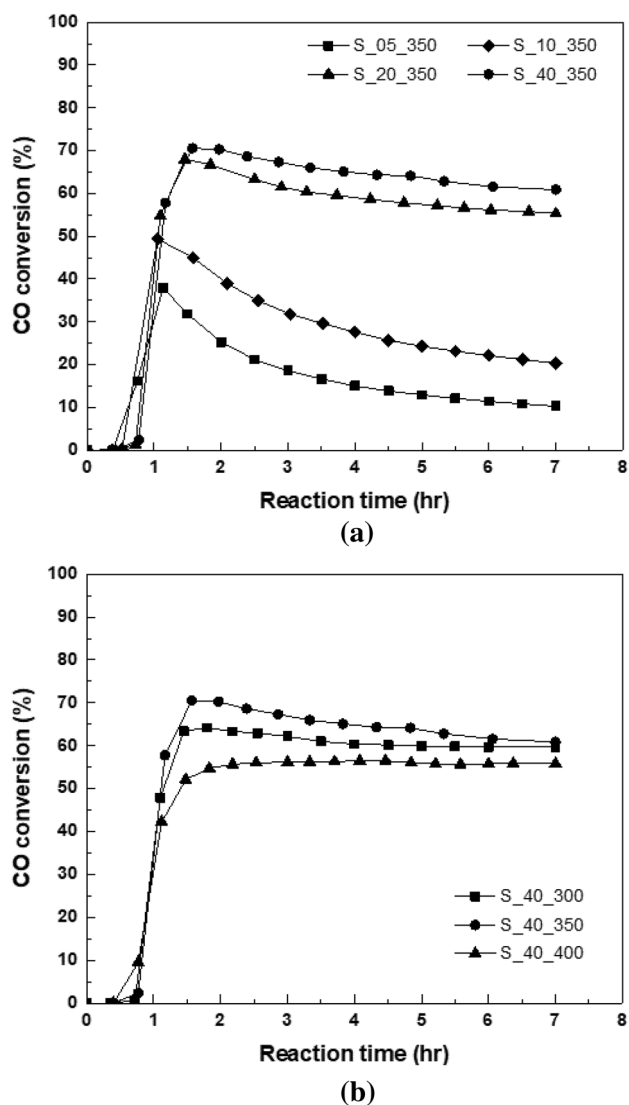 100
90
80
70
60
50
40
30
20
10
0
CO conversion (%)
S_05_350 S_10_350
S_20_350 S_40_350
0 1 2 3 4 5 6 7 8
Reaction time (hr)
(a)
100
90
80
70
60
50
40
30
20
10
0
CO conversion (%)
S_40_300
S_40_350
S_40_400
0 1 2 3 4 5 6 7 8
Reaction time (hr)
(b)